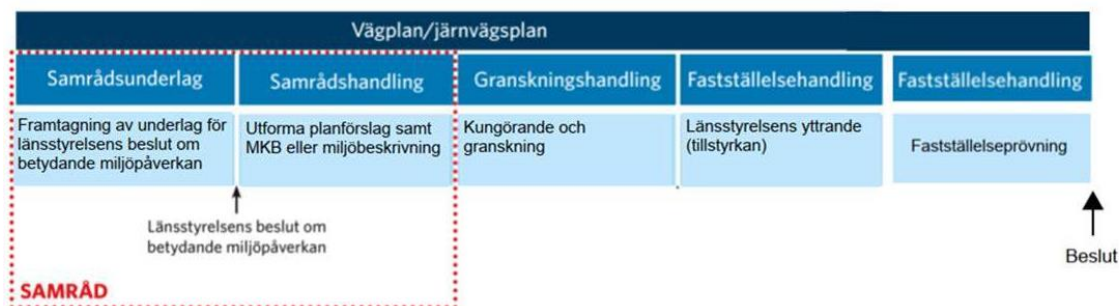 Vägplan/järnvägsplan
Samrådsunderlag
Samrådshandling
Granskningshandling
Fastställelsehandling
Fastställelsehandling
Framtagning av underlag för
länsstyrelsens beslut om
betydande miljöpåverkan
Utforma planförslag samt
MKB eller miljöbeskrivning
Kungörande och
granskning
Länsstyrelsens yttrande
(tillstyrkan)
Fastställelseprövning
Länsstyrelsens beslut om
betydande miljöpåverkan
Beslut
SAMRÅD